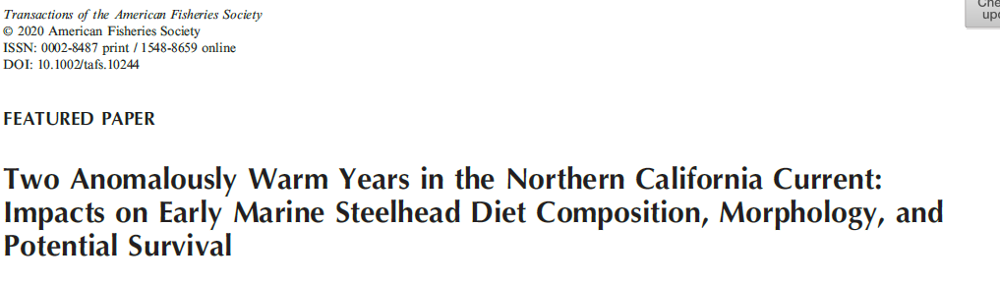 Transactions of the American Fisheries Society
© 2020 American Fisheries Society
ISSN: 0002-8487 print / 1548-8659 online
DOI: 10.1002/tafs.10244
FEATURED PAPER
Two Anomalously Warm Years in the Northern California Current:
Impacts on Early Marine Steelhead Diet Composition, Morphology, and
Potential Survival